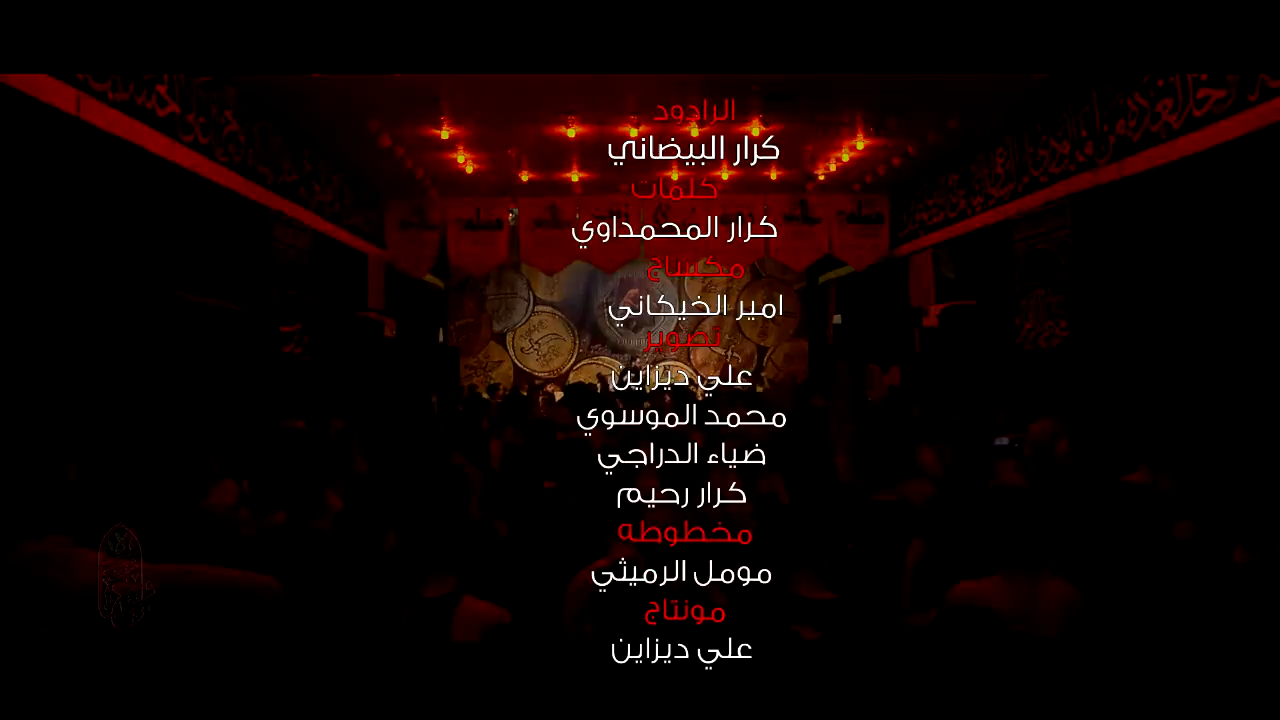 الرادود
كرار البيضاني
كلمات
كرار المحمداوي
مكساج
امير الخيكاني
تصوير
علي ديزاين
محمد الموسوي
ضياء الدراجي
كرار رحيم
مخطوطه
مومل الرميثي
مونتاج
علي ديزاين